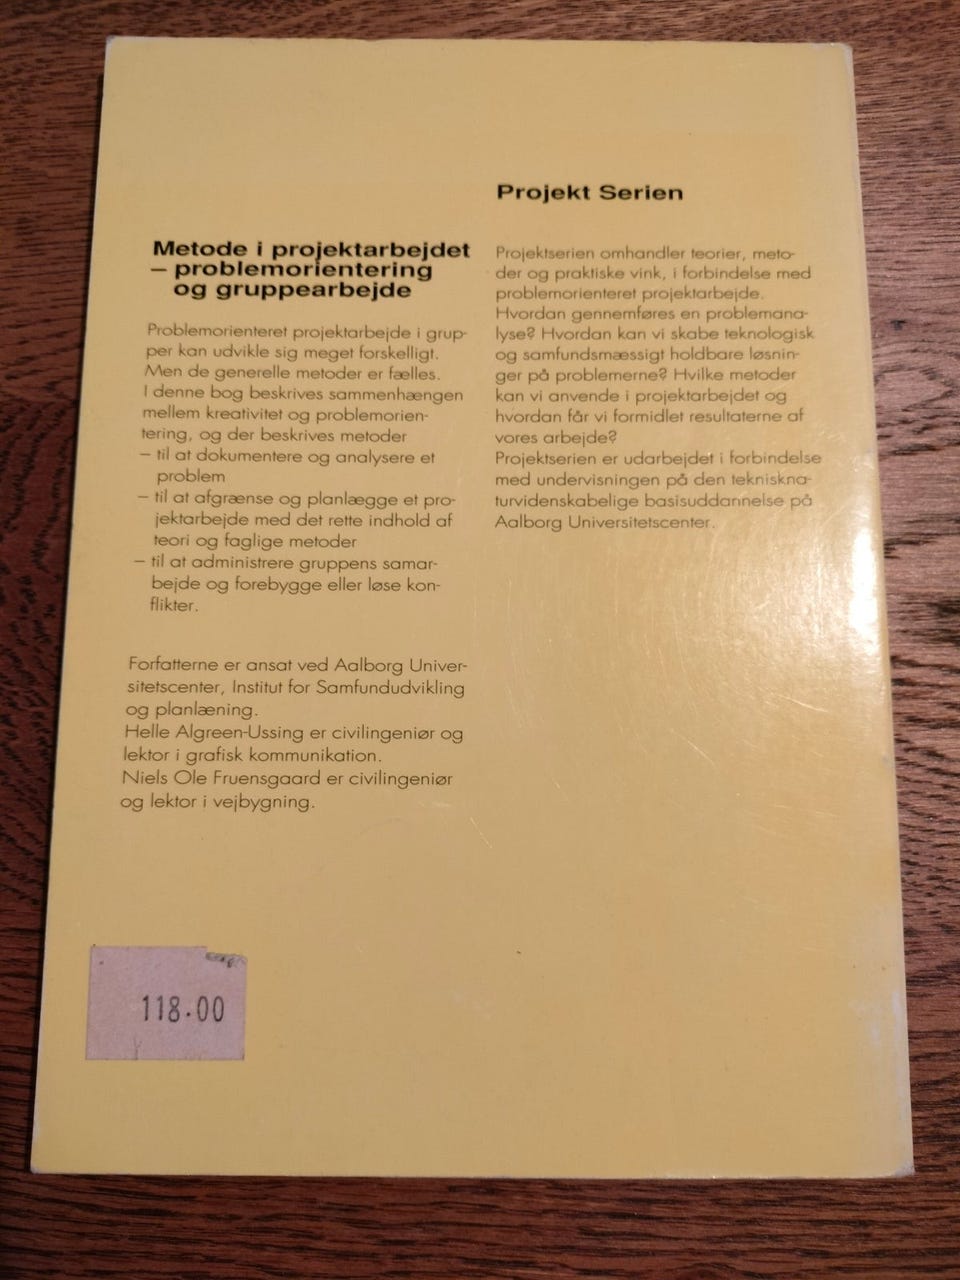 Metode i projektarbejdet
– problemorientering
og gruppearbejde
Problemorienteret projektarbejde i grup-
per kan udvikle sig meget forskelligt.
Men de generelle metoder er fælles.
I denne bog beskrives sammenhængen
mellem kreativitet og problemorien-
tering, og der beskrives metoder
– til at dokumentere og analysere et
problem
– til at afgrænse og planlægge et pro-
jektarbejde med det rette indhold af
teori og faglige metoder
– til at administrere gruppens samar-
bejde og forebygge eller løse kon-
flikter.
Forfatterne er ansat ved Aalborg Univer-
sitetscenter, Institut for Samfundudvikling
og planlæning.
Helle Algreen-Ussing er civilingeniør og
lektor i grafisk kommunikation.
Niels Ole Fruensgaard er civilingeniør
og lektor i vejbygning.
Projekt Serien
Projektserien omhandler teorier, meto-
der og praktiske vink, i forbindelse med
problemorienteret projektarbejde.
Hvordan gennemføres en problemana-
lyse? Hvordan kan vi skabe teknologisk
og samfundsmæssigt holdbare løsnin-
ger på problemerne? Hvilke metoder
kan vi anvende i projektarbejdet og
hvordan får vi formidlet resultaterne af
vores arbejde?
Projektserien er udarbejdet i forbindelse
med undervisningen på den tekniskna-
turvidenskabelige basisuddannelse på
Aalborg Universitetscenter.
118.00